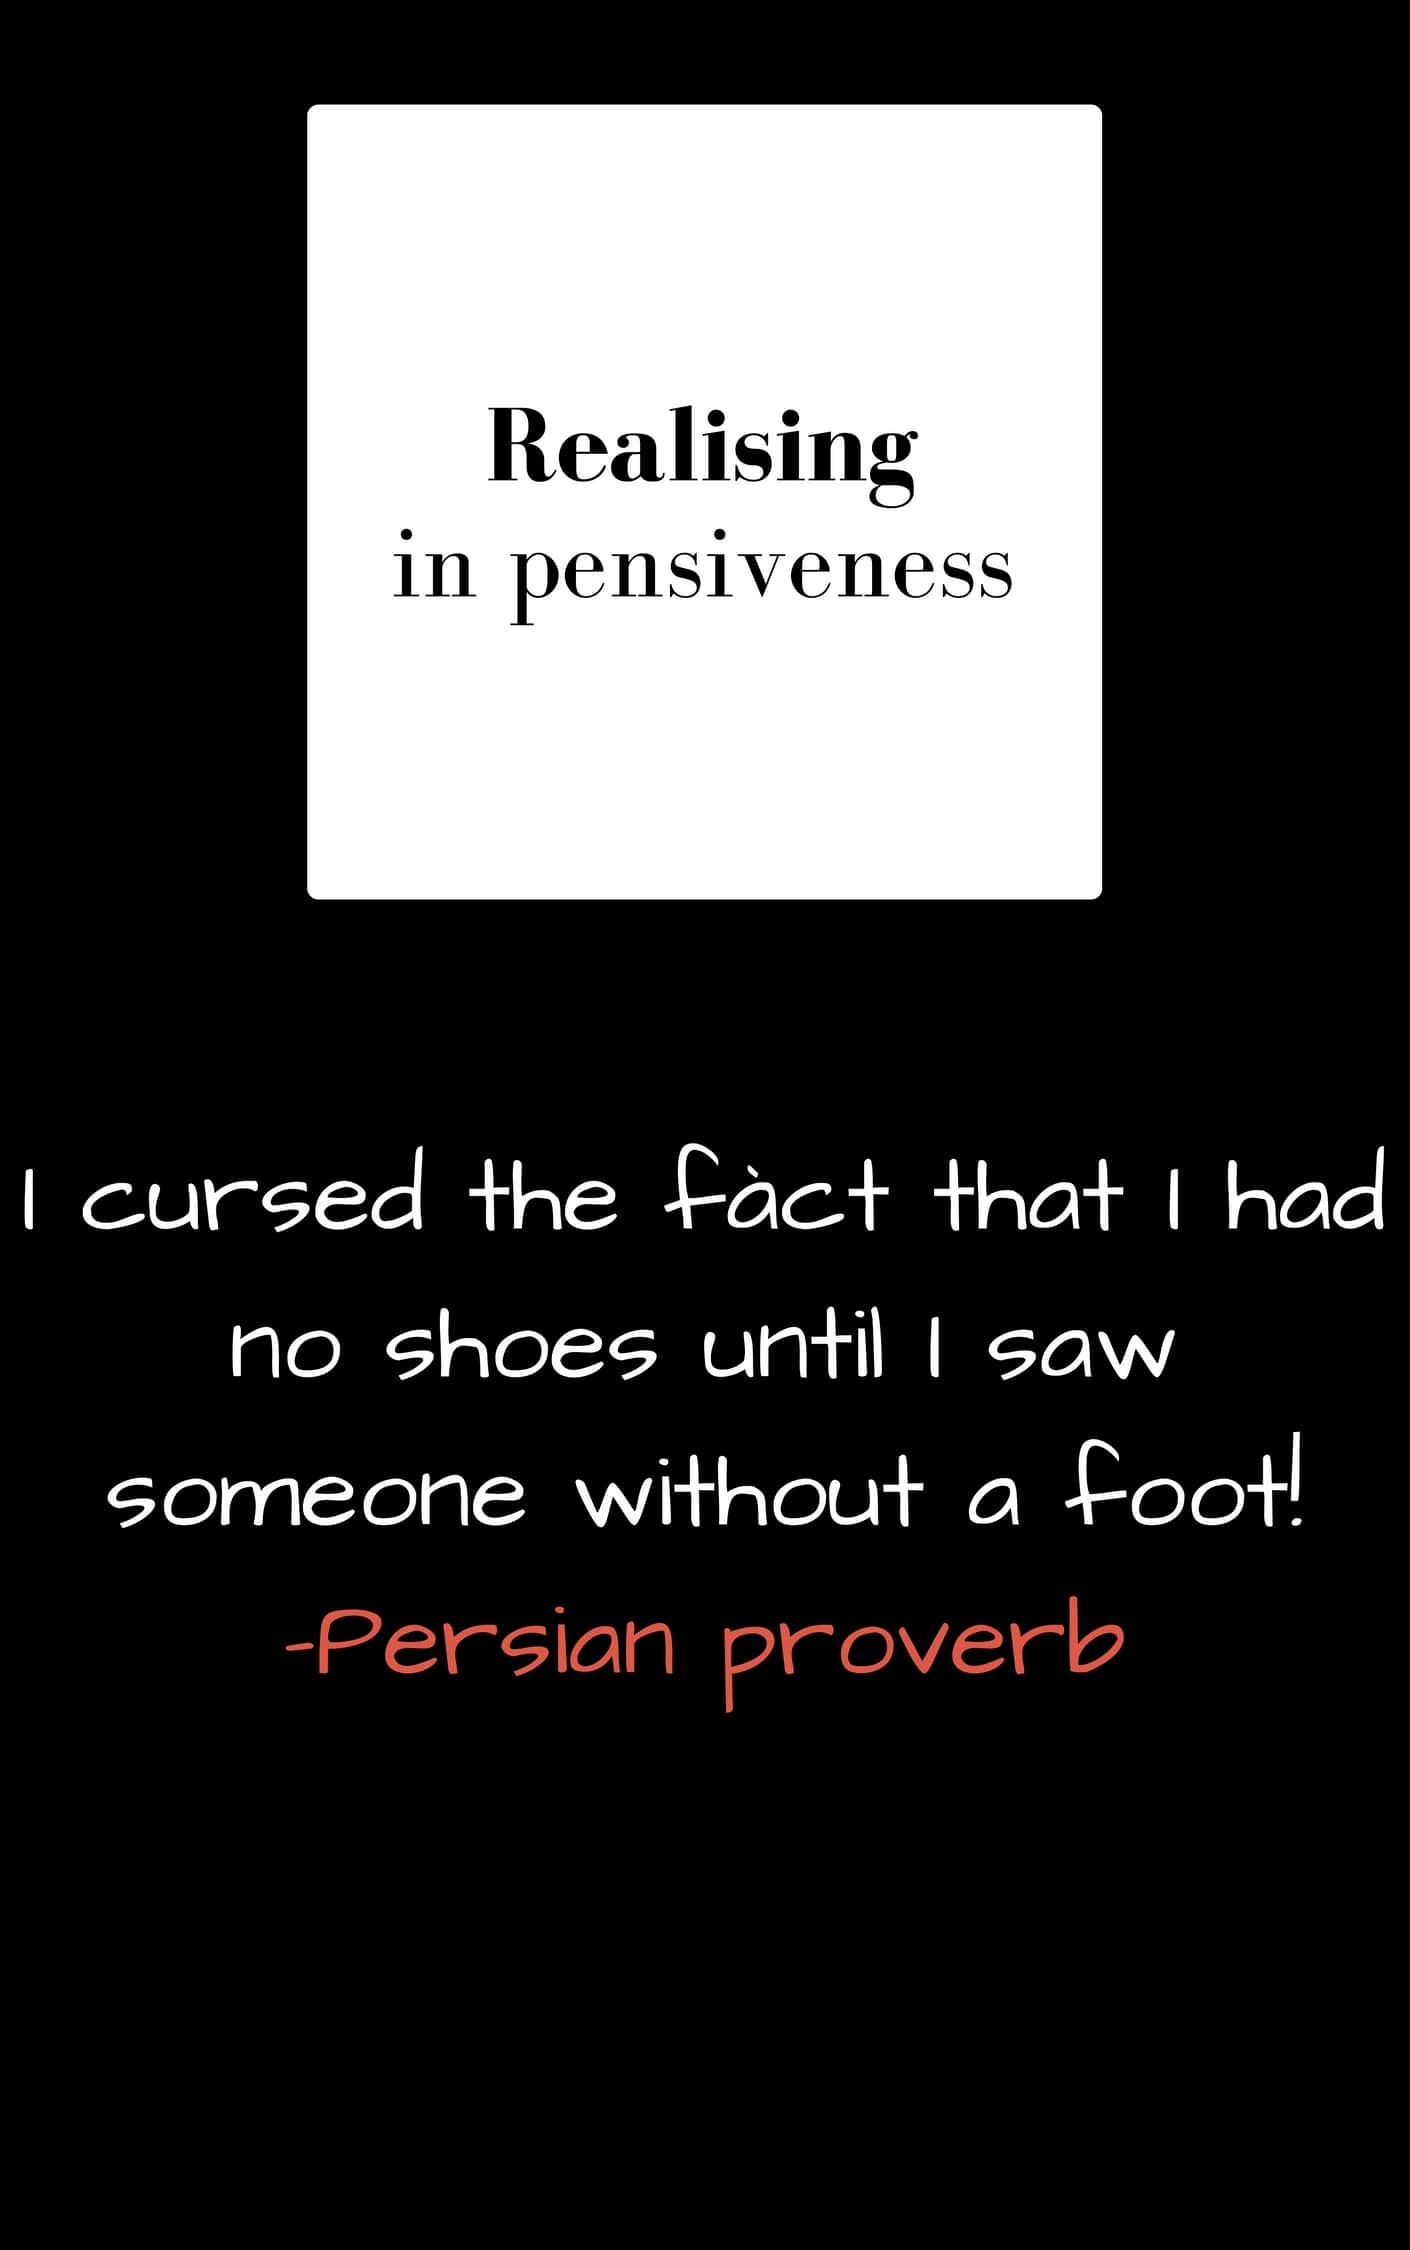 Realising
in pensiveness
I cursed the fàct that I had
no shoes until I saw
someone without a foot!
-Persian proverb